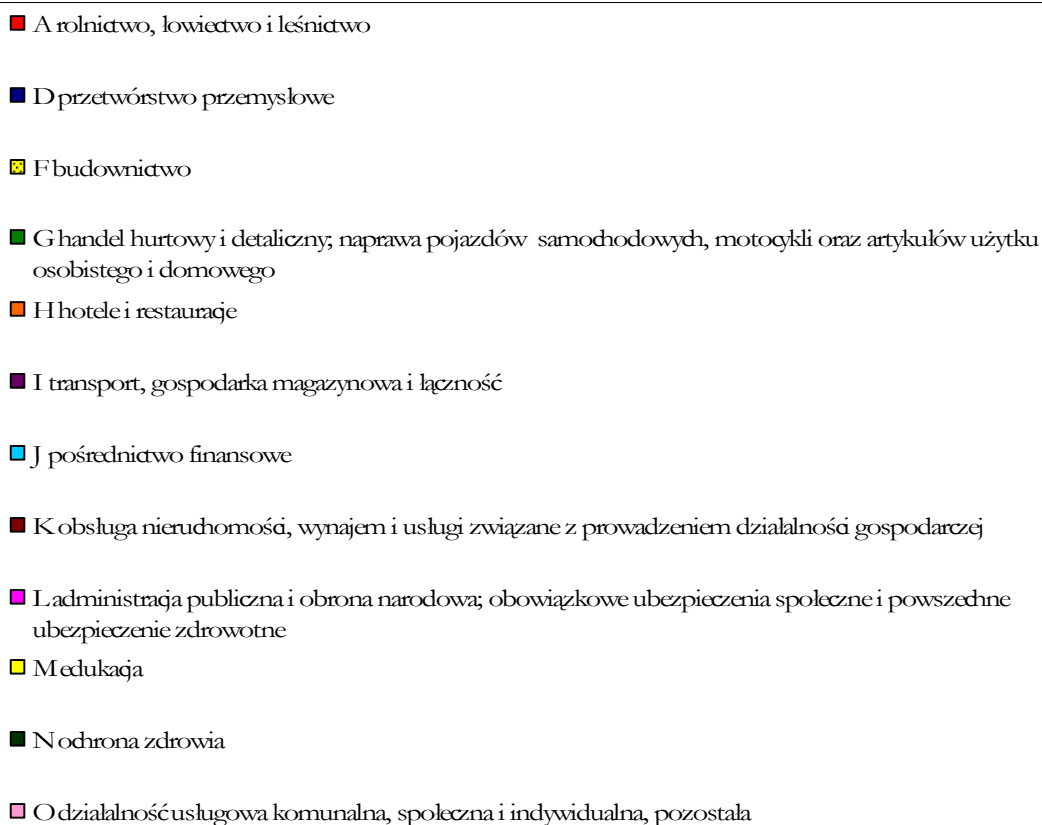 A rolnictwo, łowiectwo i leśnictwo
D przetwórstwo przemysłowe
F budownictwo
G handel hurtowy i detaliczny; naprawa pojazdów samochodowych, motocykli oraz artykułów użytku
osobistego i domowego
H hotele i restauracje
I transport, gospodarka magazynowa i łączność
J pośrednictwo finansowe
K obsługa nieruchomości, wynajem i usługi związane z prowadzeniem działalności gospodarczej
L administracja publiczna i obrona narodowa; obowiązkowe ubezpieczenia społeczne i powszechne
ubezpieczenie zdrowotne
M edukacja
N ochrona zdrowia
O działalność usługowa komunalna, społeczna i indywidualna, pozostała